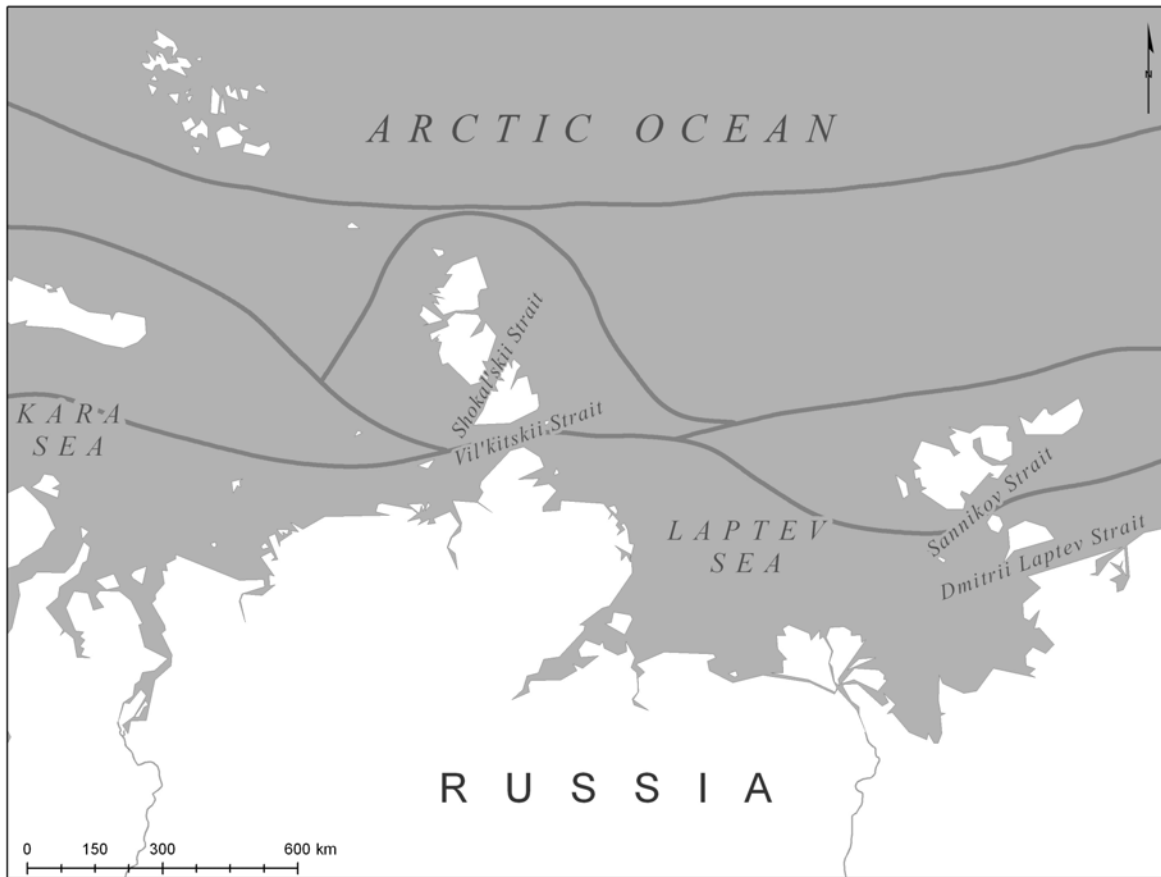 N
ARCTIC OCEAN
Shokal'skii Strait
KARA
SEA
Vil'kitskii Strait
LAPTEV
SEA
Sannikov Strait
Dmitrii Laptev Strait
RUSSIA
0 150 300 600 km